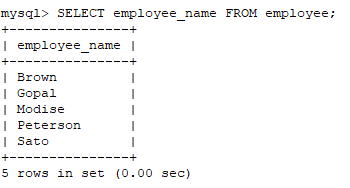 mysql> SELECT employee_name FROM employee;
+---------------+
| employee_name |
+---------------+
| Brown         |
| Gopal         |
| Modise        |
| Peterson      |
| Sato          |
+---------------+
5 rows in set (0.00 sec)